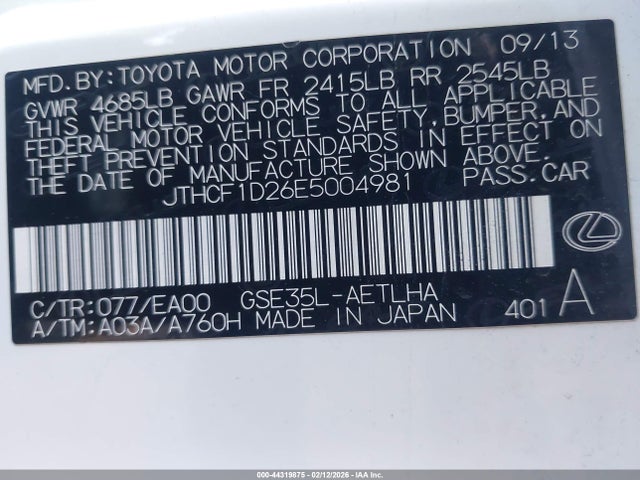 MFD.BY:TOYOTA MOTOR CORPORATION 09/13
GVWR 4685LB GAWR FR 2415LB RR 2545LB
THIS VEHICLE CONFORMS TO ALL APPLICABLE
FEDERAL MOTOR VEHICLE SAFETY,BUMPER,AND
THEFT PREVENTION STANDARDS IN EFFECT ON
THE DATE OF MANUFACTURE SHOWN ABOVE.
JTHCF1D26E5004981 PASS.CAR
C/TR:077/EA00 GSE35L-AETLHA
A/TM:A03A/A760H MADE IN JAPAN 401 A
000-44319875 - 02/12/2026 - IAAI.COM